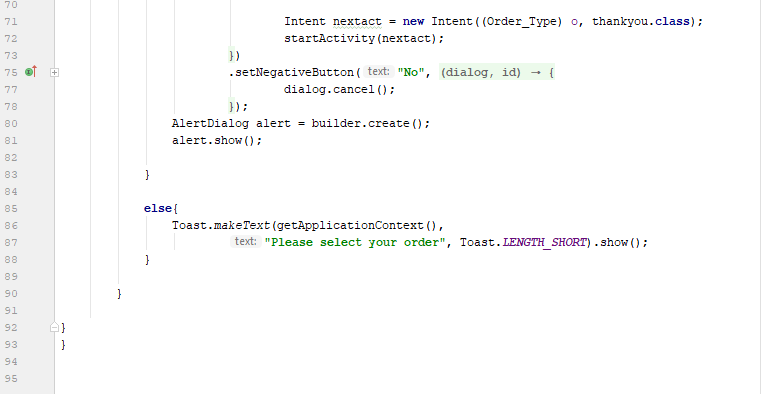 70
71 Intent nextact = new Intent((Order_Type) o, thankyou.class);
72 startActivity(nextact);
73 })
75 .setNegativeButton( text: "No", (dialog, id) → {
77 dialog.cancel();
78 });
80 AlertDialog alert = builder.create();
81 alert.show();
82
83 }
84
85 else{
86 Toast.makeText(getApplicationContext(),
87 text: "Please select your order", Toast.LENGTH_SHORT).show();
88 }
89
90 }
91
92 }
93 }
94
95